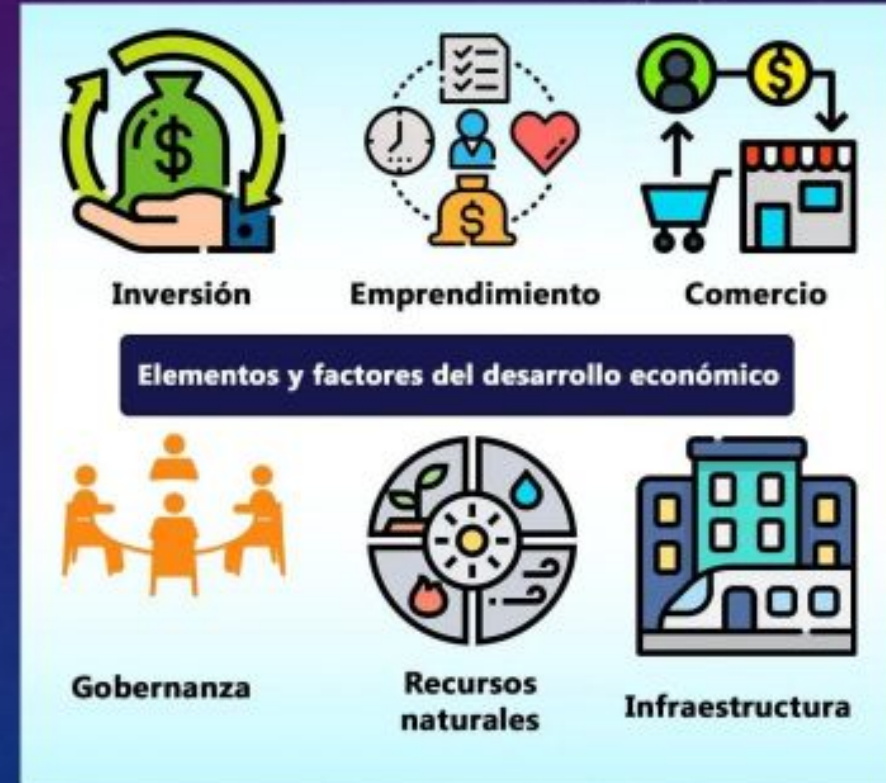 Inversión
Emprendimiento
Comercio
Elementos y factores del desarrollo económico
Gobernanza
Recursos
naturales
Infraestructura